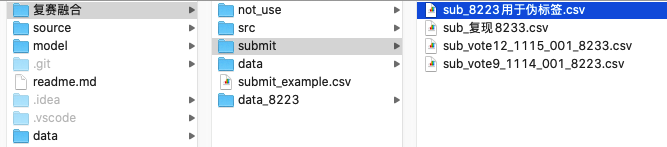 复赛融合
source
model
.git
readme.md
.idea
.vscode
data
not_use
src
submit
data
submit_example.csv
data_8223
sub_8223用于伪标签.csv
sub_复现8233.csv
sub_vote12_1115_001_8233.csv
sub_vote9_1114_001_8223.csv